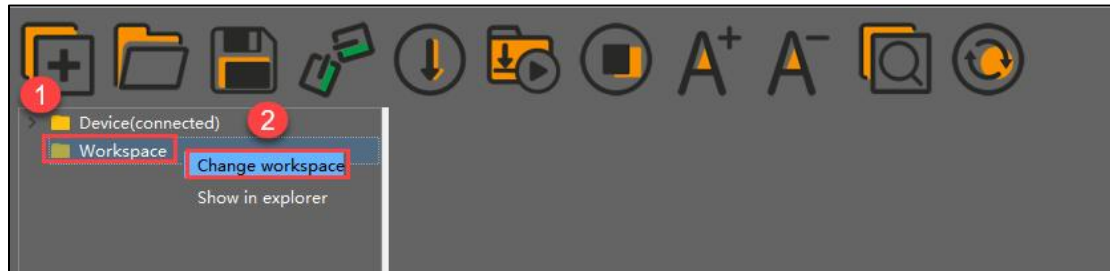 A+ A-
1
Device(connected)
2
Workspace
Change workspace
Show in explorer